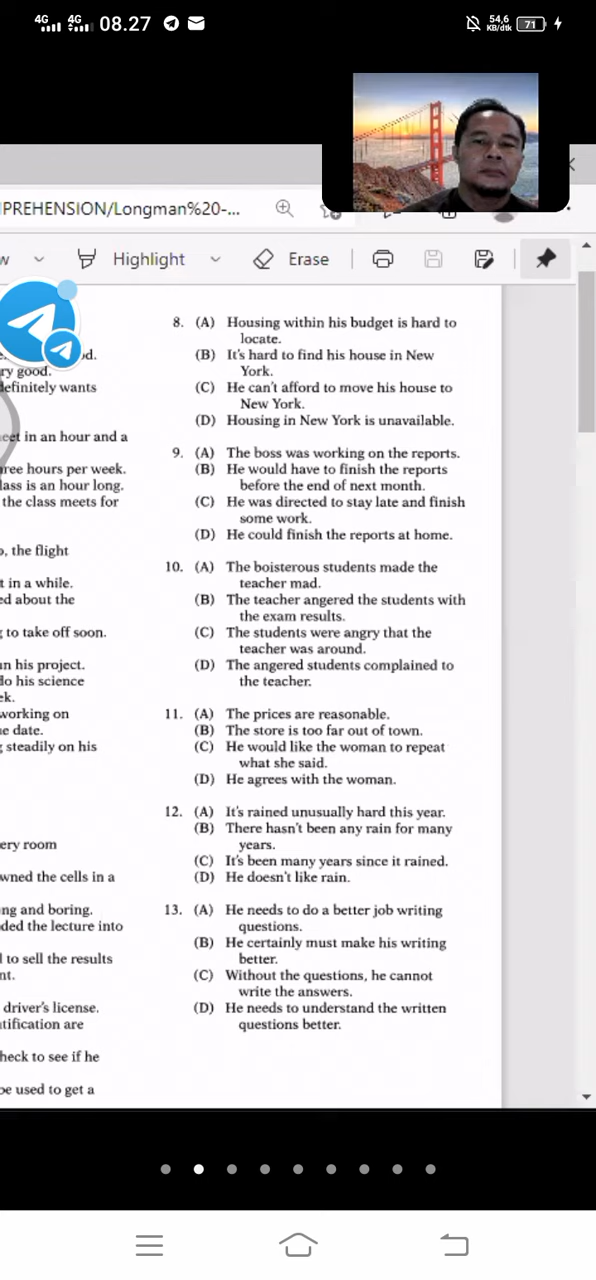 4G 4G 08.27 54,6 KB/dtk 71
PREHENSION/Longman%20-...
Highlight Erase
ry good.
definitely wants
eet in an hour and a
ree hours per week.
lass is an hour long.
the class meets for
o, the flight
t in a while.
ed about the
to take off soon.
un his project.
do his science
ek.
working on
e date.
steadily on his
ery room
wned the cells in a
ng and boring.
ded the lecture into
l to sell the results
nt.
driver's license.
tification are
heck to see if he
be used to get a
8. (A) Housing within his budget is hard to
locate.
(B) It's hard to find his house in New
York.
(C) He can't afford to move his house to
New York.
(D) Housing in New York is unavailable.
9. (A) The boss was working on the reports.
(B) He would have to finish the reports
before the end of next month.
(C) He was directed to stay late and finish
some work.
(D) He could finish the reports at home.
10. (A) The boisterous students made the
teacher mad.
(B) The teacher angered the students with
the exam results.
(C) The students were angry that the
teacher was around.
(D) The angered students complained to
the teacher.
11. (A) The prices are reasonable.
(B) The store is too far out of town.
(C) He would like the woman to repeat
what she said.
(D) He agrees with the woman.
12. (A) It's rained unusually hard this year.
(B) There hasn't been any rain for many
years.
(C) It's been many years since it rained.
(D) He doesn't like rain.
13. (A) He needs to do a better job writing
questions.
(B) He certainly must make his writing
better.
(C) Without the questions, he cannot
write the answers.
(D) He needs to understand the written
questions better.